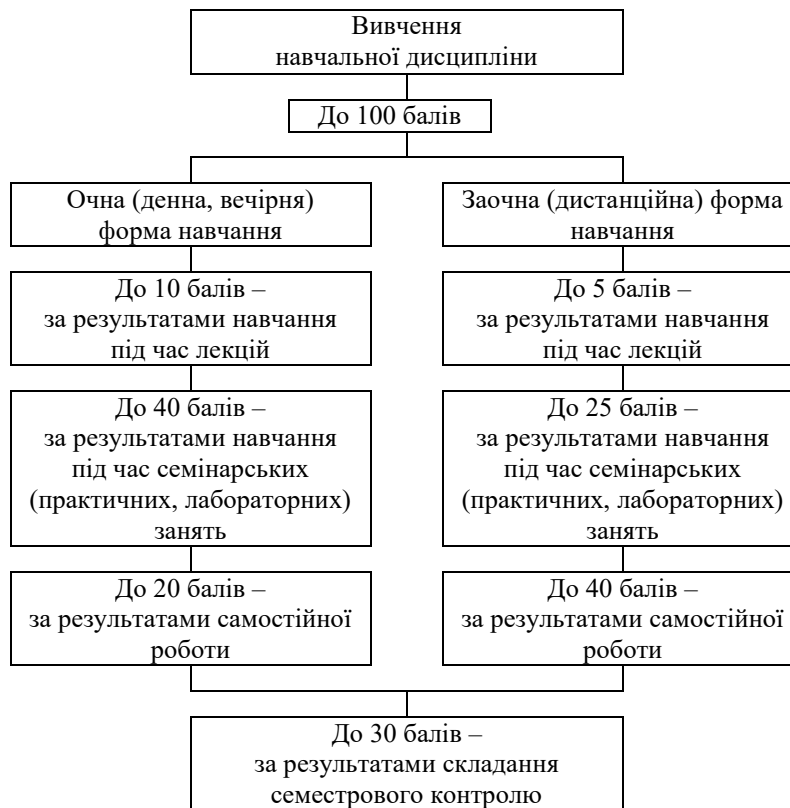 Вивчення
навчальної дисципліни
До 100 балів
Очна (денна, вечірня)
форма навчання
До 10 балів –
за результатами навчання
під час лекцій
До 40 балів –
за результатами навчання
під час семінарських
(практичних, лабораторних)
занять
До 20 балів –
за результатами самостійної
роботи
Заочна (дистанційна) форма
навчання
До 5 балів –
за результатами навчання
під час лекцій
До 25 балів –
за результатами навчання
під час семінарських
(практичних, лабораторних)
занять
До 40 балів –
за результатами самостійної
роботи
До 30 балів –
за результатами складання
семестрового контролю